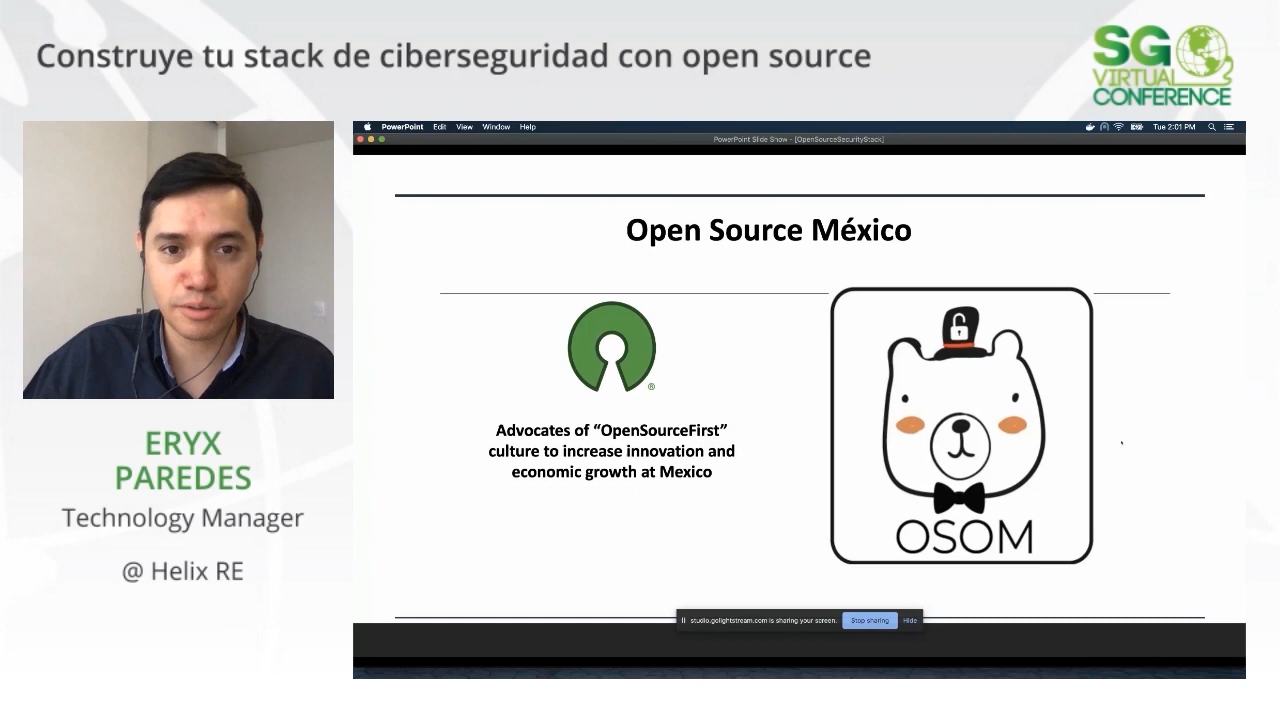 Construye tu stack de ciberseguridad con open source
SG
VIRTUAL
CONFERENCE
PowerPoint Edit View Window Help
Tue 2:01 PM
PowerPoint Slide Show - [OpenSourceSecurityStack]
Open Source México
®
Advocates of “OpenSourceFirst”
culture to increase innovation and
economic growth at Mexico
OSOM
ERYX
PAREDES
Technology Manager
@ Helix RE
studio.golightstream.com is sharing your screen. Stop sharing Hide